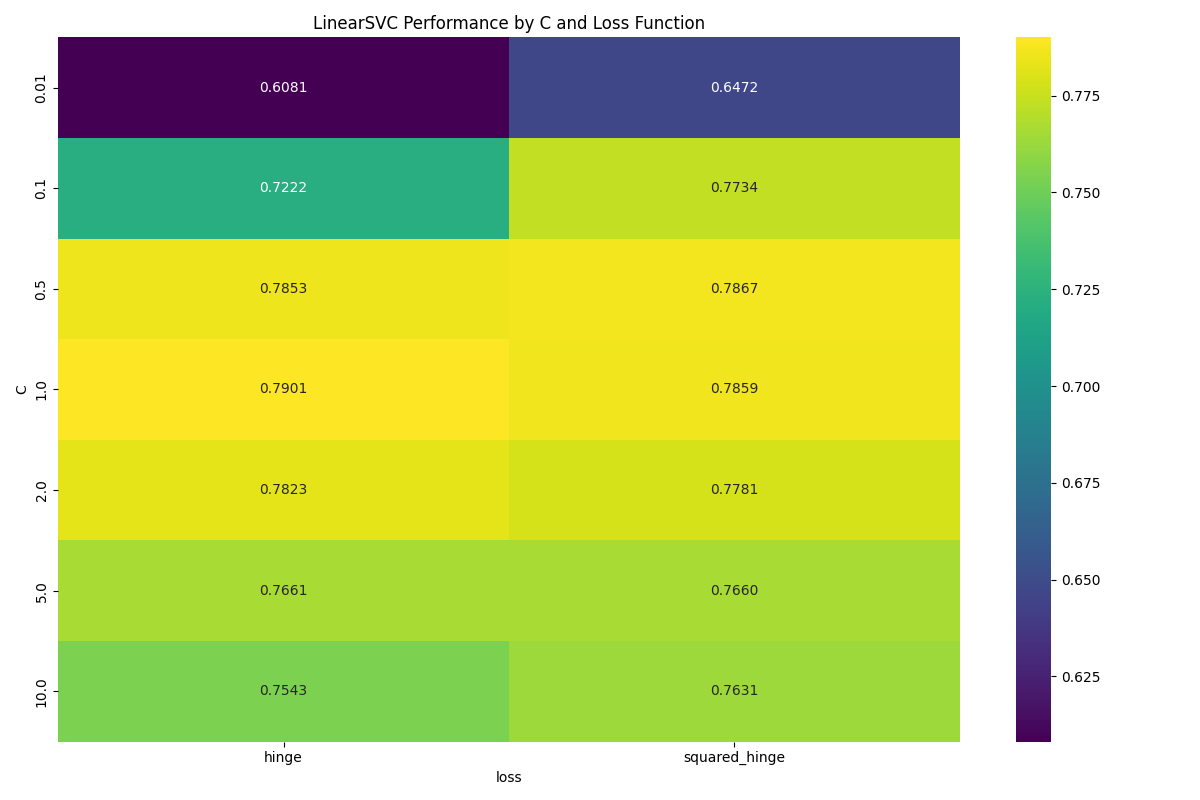 LinearSVC Performance by C and Loss Function
0.01 0.6081 0.6472
0.1 0.7222 0.7734
0.5 0.7853 0.7867
1.0 0.7901 0.7859
2.0 0.7823 0.7781
5.0 0.7661 0.7660
10.0 0.7543 0.7631
C
hinge squared_hinge
loss
0.775
0.750
0.725
0.700
0.675
0.650
0.625